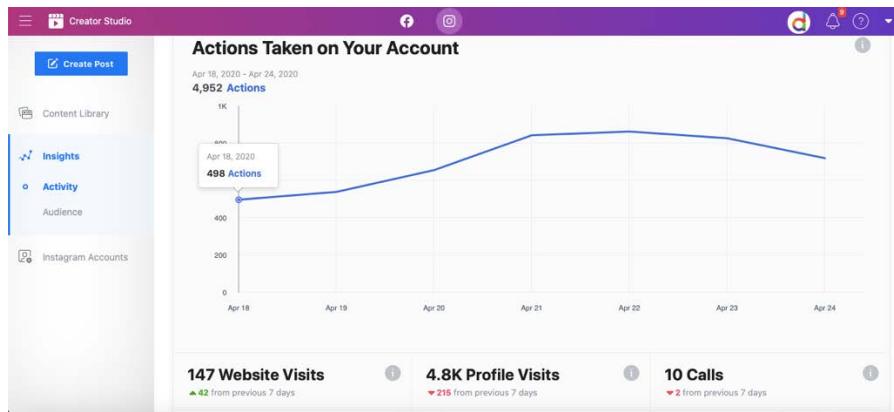 Creator Studio
9
Create Post
Content Library
Insights
Activity
Audience
Instagram Accounts
Actions Taken on Your Account
Apr 18, 2020 - Apr 24, 2020
4,952 Actions
1K
800
Apr 18, 2020
498 Actions
400
200
0
Apr 18 Apr 19 Apr 20 Apr 21 Apr 22 Apr 23 Apr 24
147 Website Visits
42 from previous 7 days
4.8K Profile Visits
215 from previous 7 days
10 Calls
2 from previous 7 days